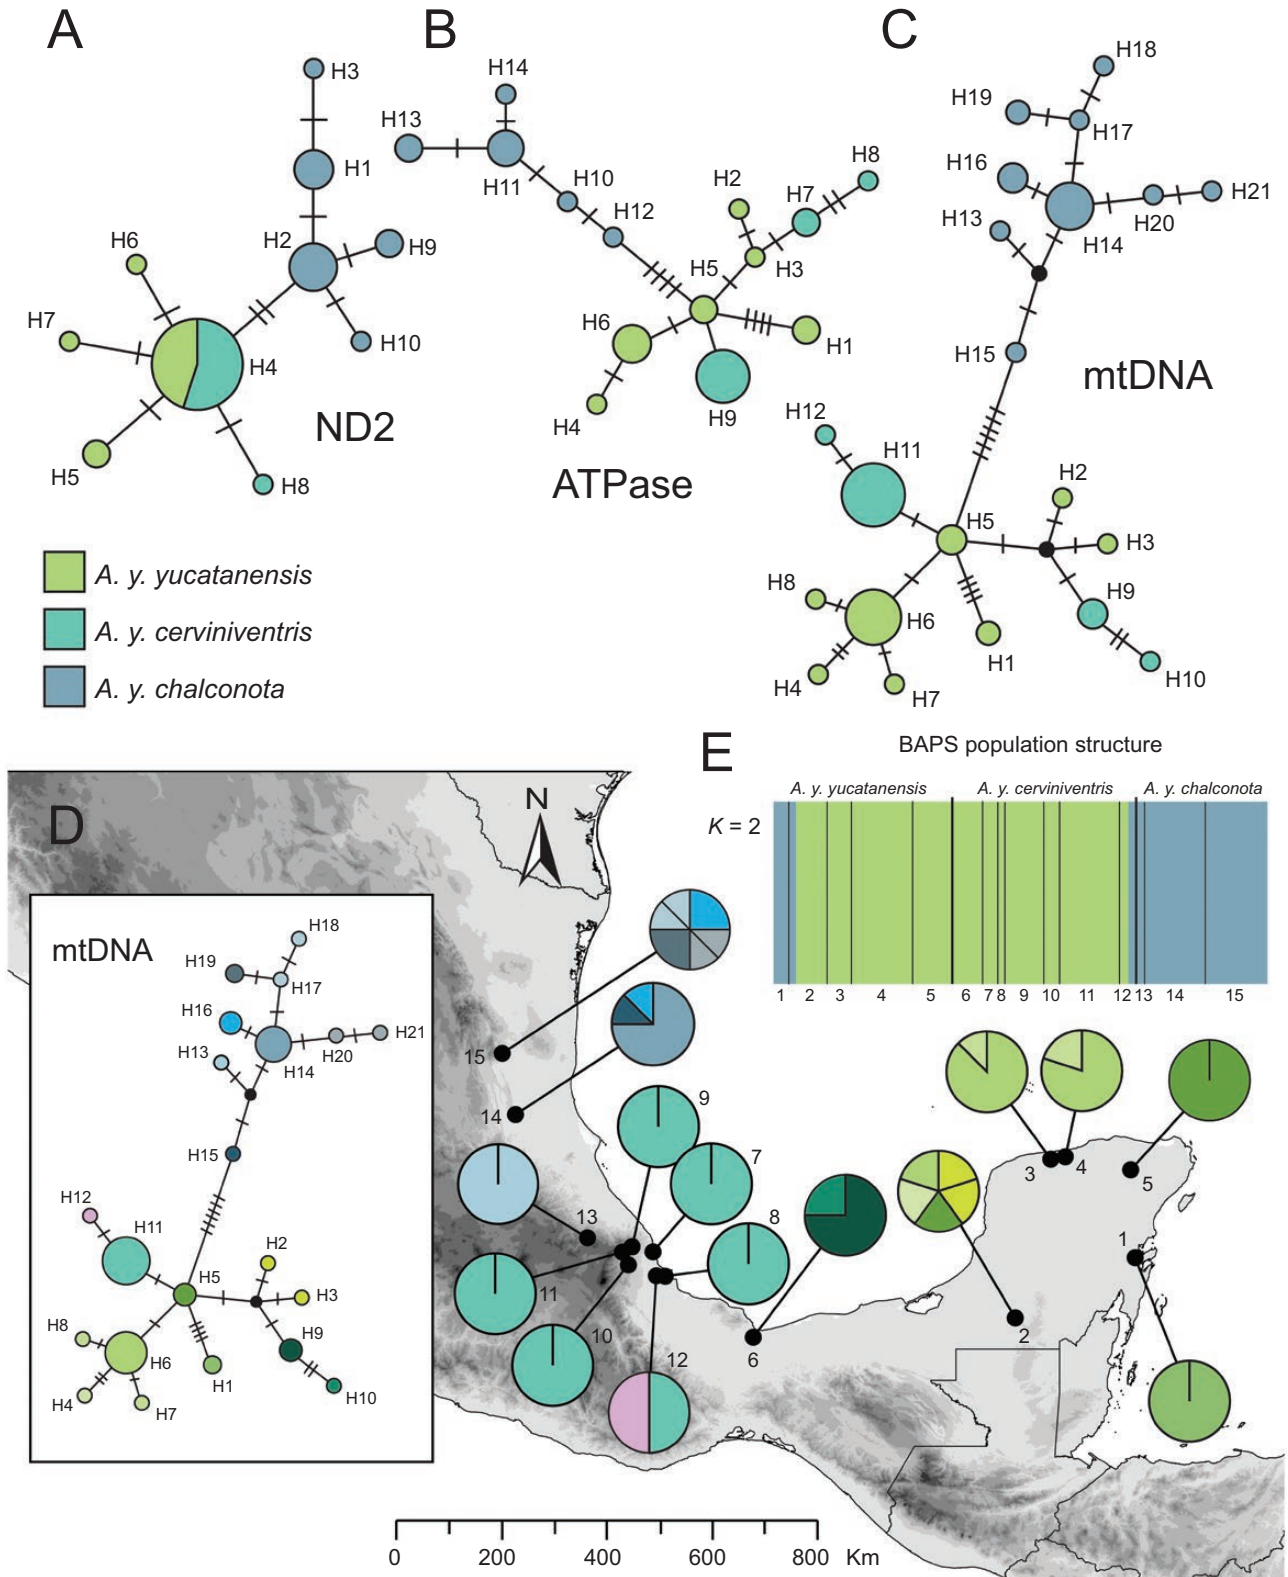 A
H3
H1
H2
H9
H6
H7
H4
H10
H5
H8
ND2
B
H14
H13
H11
H10
H12
H8
H7
H2
H3
H5
H6
H1
H4
H9
ATPase
C
H18
H19
H17
H16
H21
H20
H13
H14
H15
mtDNA
H12
H11
H2
H5
H3
H8
H9
H6
H1
H4
H10
H7
A. y. yucatanensis
A. y. cerviniventris
A. y. chalconota
D
mtDNA
H18
H19
H17
H16
H21
H20
H13
H14
H15
H12
H11
H2
H5
H3
H8
H9
H6
H1
H4
H10
H7
N
15
14
9
7
13
8
11
10
12
6
3
4
5
1
2
0 200 400 600 800 Km
E
BAPS population structure
A. y. yucatanensis A. y. cerviniventris A. y. chalconota
K = 2
1 2 3 4 5 6 7 8 9 10 11 12 13 14 15